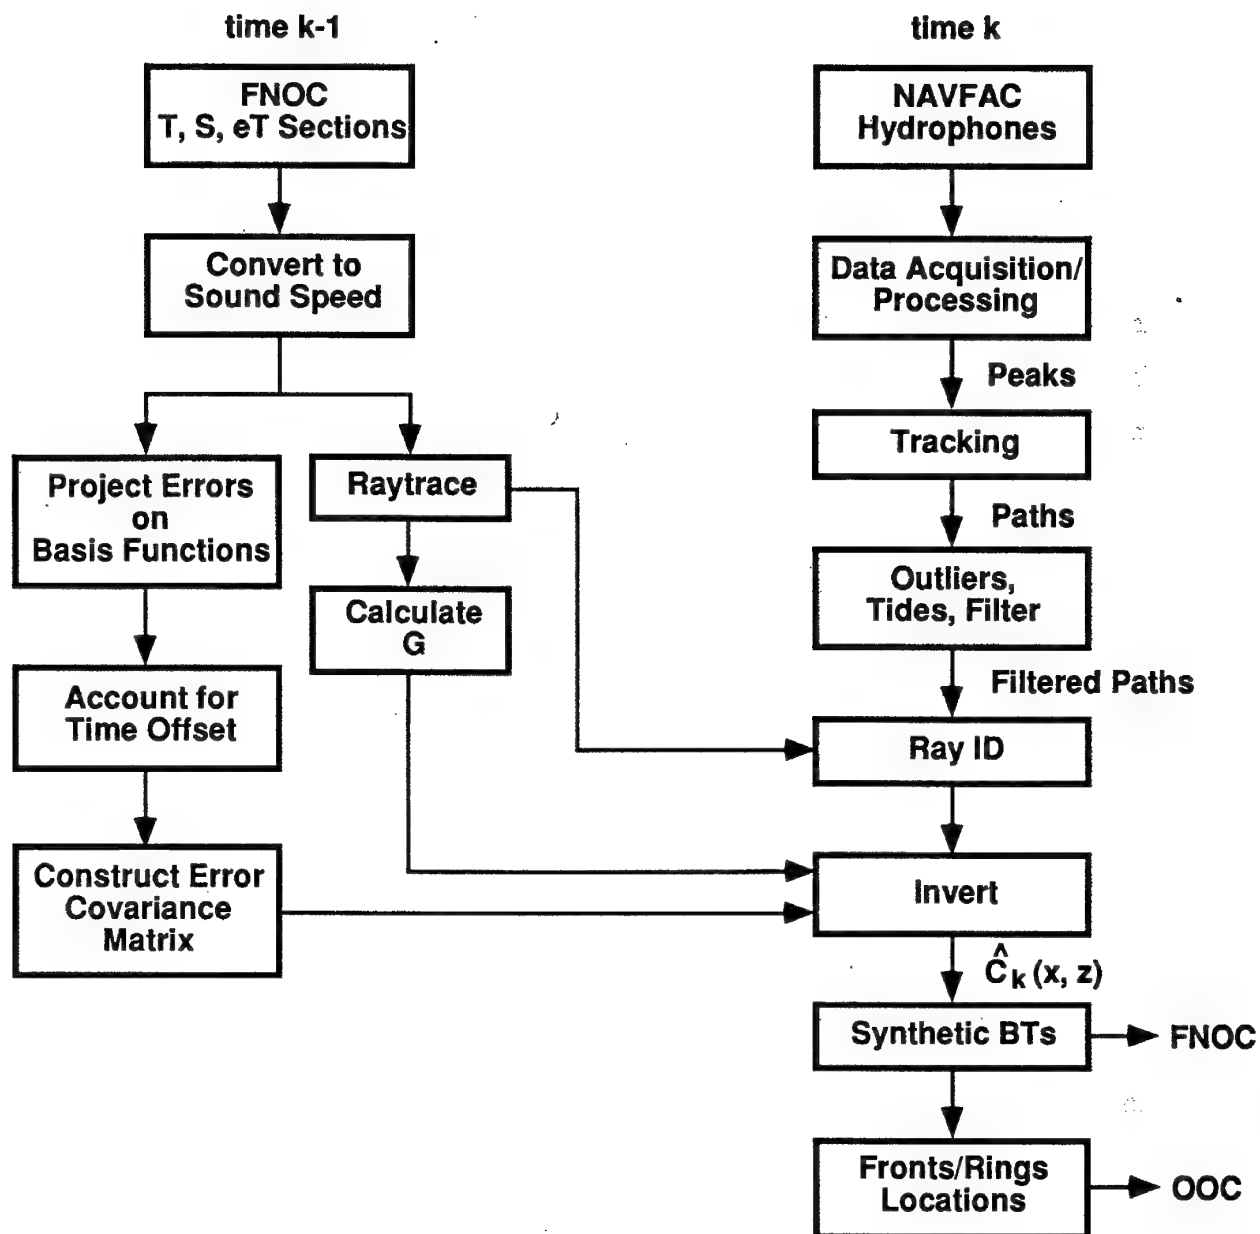 time k-1
FNOC
T, S, eT Sections
Convert to
Sound Speed
Project Errors
on
Basis Functions
Raytrace
Calculate
G
Account for
Time Offset
Construct Error
Covariance
Matrix
time k
NAVFAC
Hydrophones
Data Acquisition/
Processing
Peaks
Tracking
Paths
Outliers,
Tides, Filter
Filtered Paths
Ray ID
Invert
Ĉk (x, z)
Synthetic BTs
FNOC
Fronts/Rings
Locations
OOC